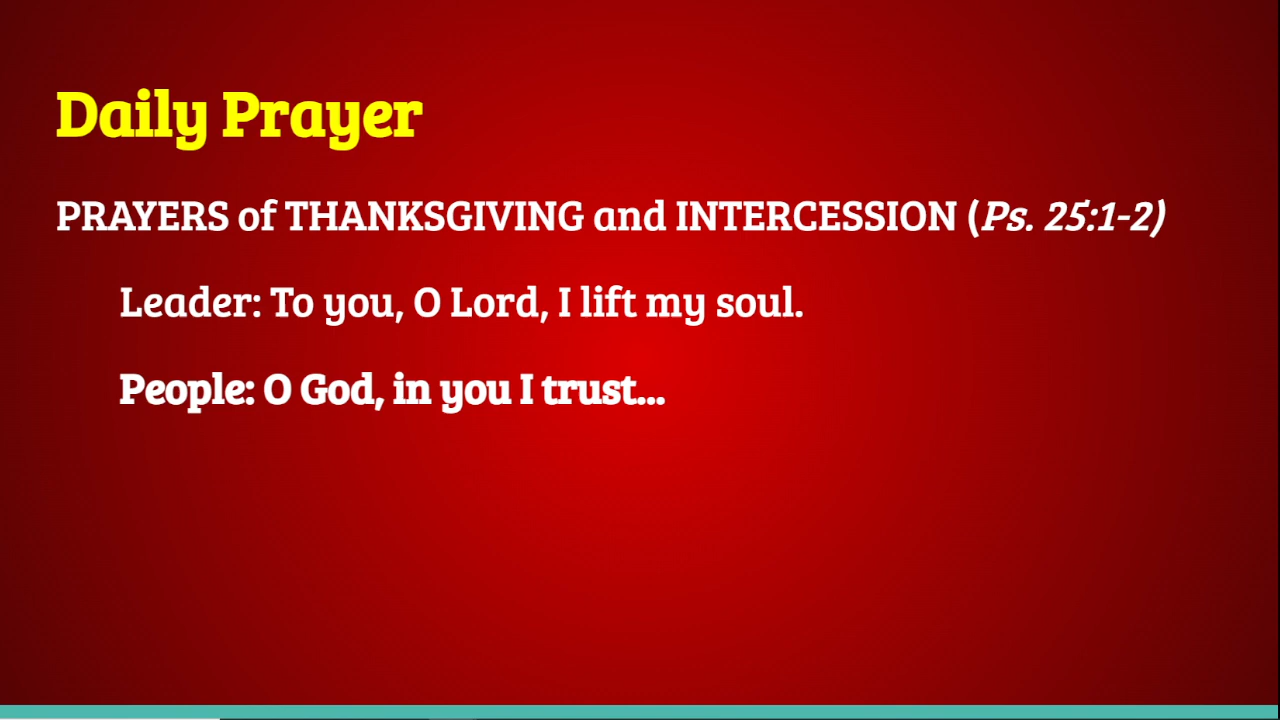 Daily Prayer
PRAYERS of THANKSGIVING and INTERCESSION (Ps. 25:1-2)
Leader: To you, O Lord, I lift my soul.
People: O God, in you I trust...